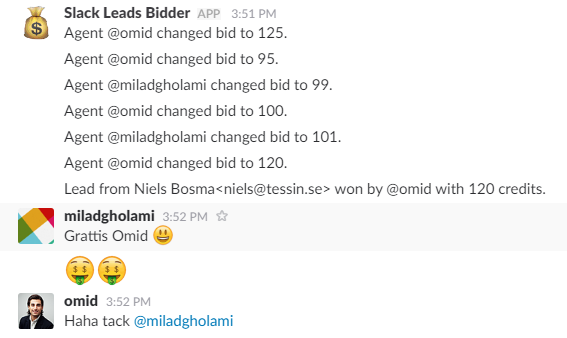 Slack Leads Bidder APP 3:51 PM
Agent @omid changed bid to 125.
Agent @omid changed bid to 95.
Agent @miladgholami changed bid to 99.
Agent @omid changed bid to 100.
Agent @miladgholami changed bid to 101.
Agent @omid changed bid to 120.
Lead from Niels Bosma<niels@tessin.se> won by @omid with 120 credits.
miladgholami 3:52 PM
Grattis Omid 😃
🤑🤑
omid 3:52 PM
Haha tack @miladgholami